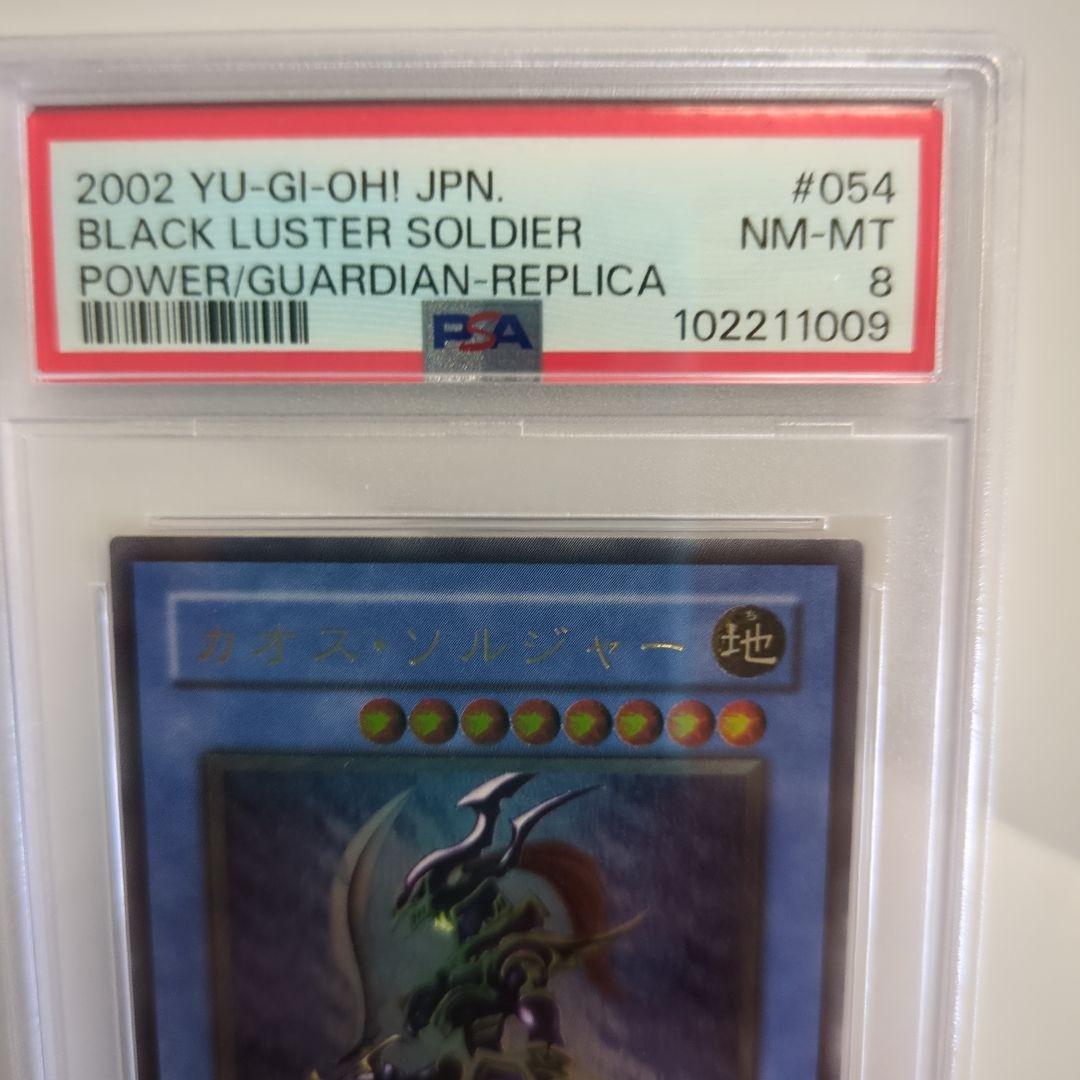 2002 YU-GI-OH! JPN. #054
BLACK LUSTER SOLDIER NM-MT
POWER/GUARDIAN-REPLICA 8
PSA 102211009
カオス・ソルジャー
ち
地